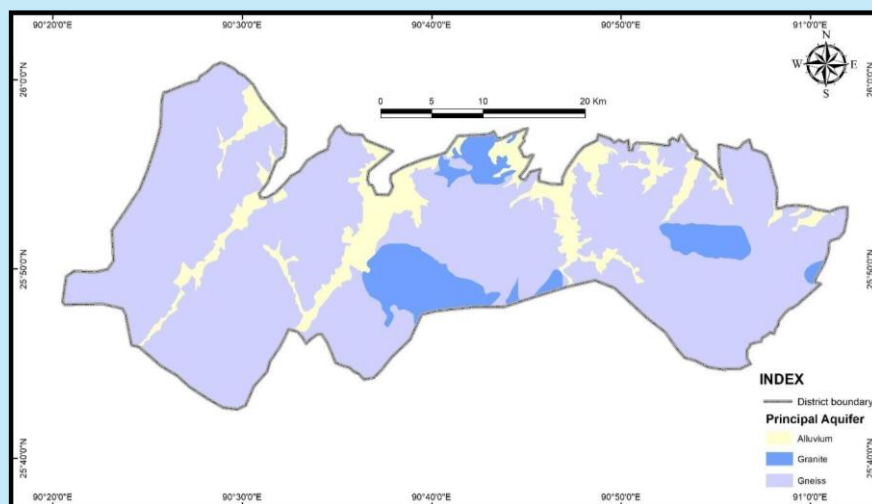 90°20'0"E 90°30'0"E 90°40'0"E 90°50'0"E 91°0'0"E
N
W E
S
26°0'0"N 26°0'0"N
0 5 10 20 Km
25°50'0"N 25°50'0"N
INDEX
District boundary
Principal Aquifer
Alluvium
Granite
Gneiss
25°40'0"N 25°40'0"N
90°20'0"E 90°30'0"E 90°40'0"E 90°50'0"E 91°0'0"E